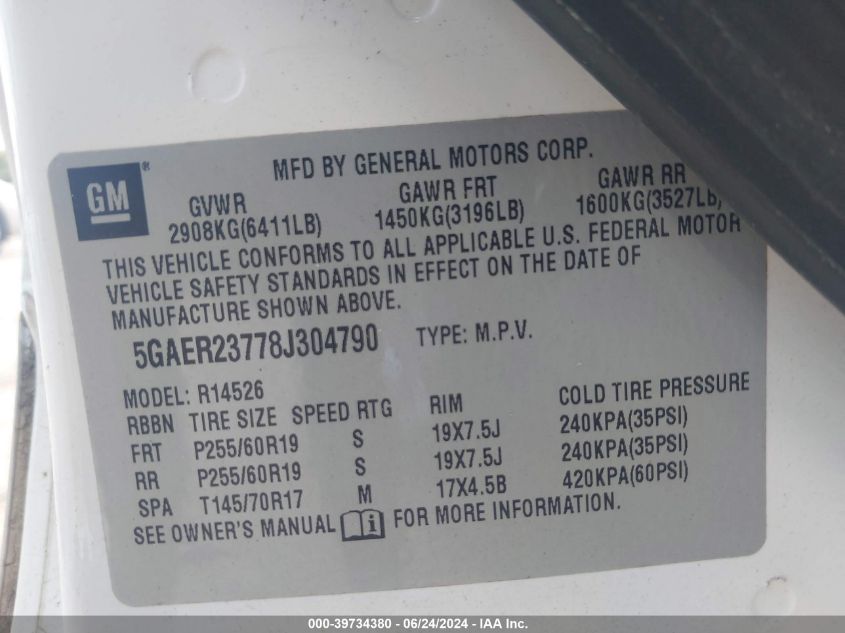 MFD BY GENERAL MOTORS CORP.
GM ®
GVWR GAWR FRT GAWR RR
2908KG(6411LB) 1450KG(3196LB) 1600KG(3527LB)
THIS VEHICLE CONFORMS TO ALL APPLICABLE U.S. FEDERAL MOTOR
VEHICLE SAFETY STANDARDS IN EFFECT ON THE DATE OF
MANUFACTURE SHOWN ABOVE.
5GAER23778J304790 TYPE: M.P.V.
MODEL: R14526
RBBN TIRE SIZE SPEED RTG RIM COLD TIRE PRESSURE
FRT P255/60R19 S 19X7.5J 240KPA(35PSI)
RR P255/60R19 S 19X7.5J 240KPA(35PSI)
SPA T145/70R17 M 17X4.5B 420KPA(60PSI)
SEE OWNER'S MANUAL i FOR MORE INFORMATION.
000-39734380 - 06/24/2024 - IAA Inc.